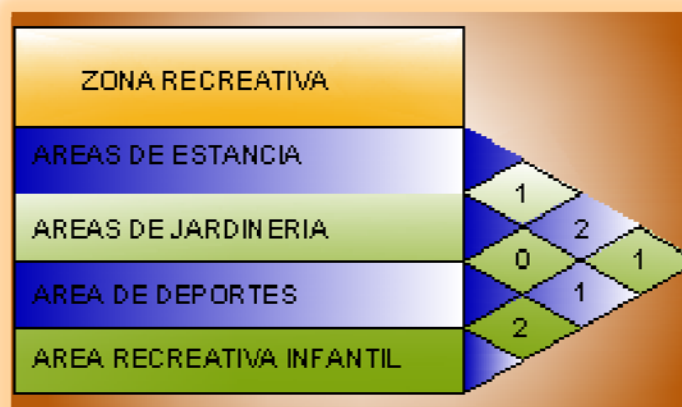 ZONA RECREATIVA
AREAS DE ESTANCIA
1
2
AREAS DE JARDINERIA
0
1
AREA DE DEPORTES
1
2
AREA RECREATIVA INFANTIL